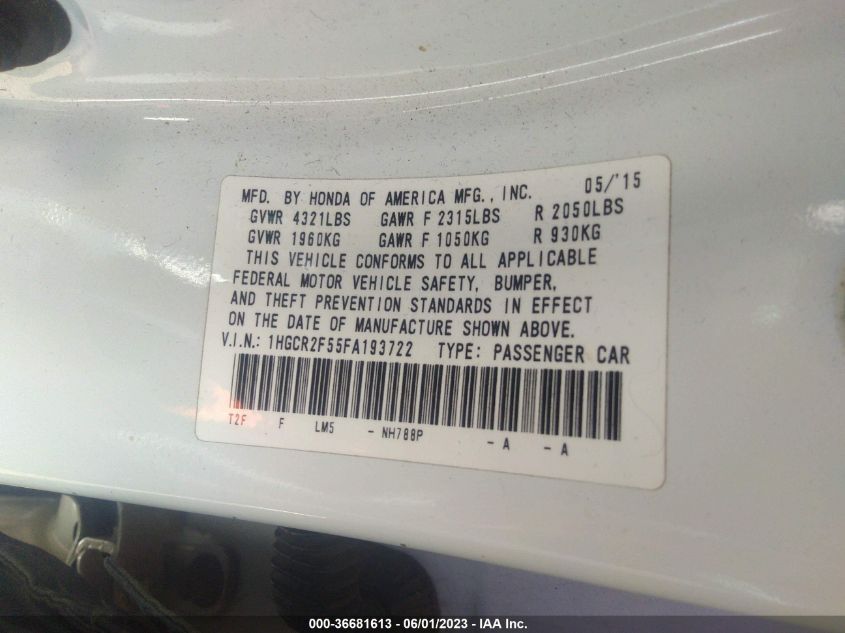 MFD. BY HONDA OF AMERICA MFG., INC. 05/'15
GVWR 4321LBS GAWR F 2315LBS R 2050LBS
GVWR 1960KG GAWR F 1050KG R 930KG
THIS VEHICLE CONFORMS TO ALL APPLICABLE
FEDERAL MOTOR VEHICLE SAFETY, BUMPER,
AND THEFT PREVENTION STANDARDS IN EFFECT
ON THE DATE OF MANUFACTURE SHOWN ABOVE.
V.I.N.: 1HGCR2F55FA193722 TYPE: PASSENGER CAR
T2F F LM5 - NH788P - A - A
000-36681613 / 06/01/2023 - IAA Inc.